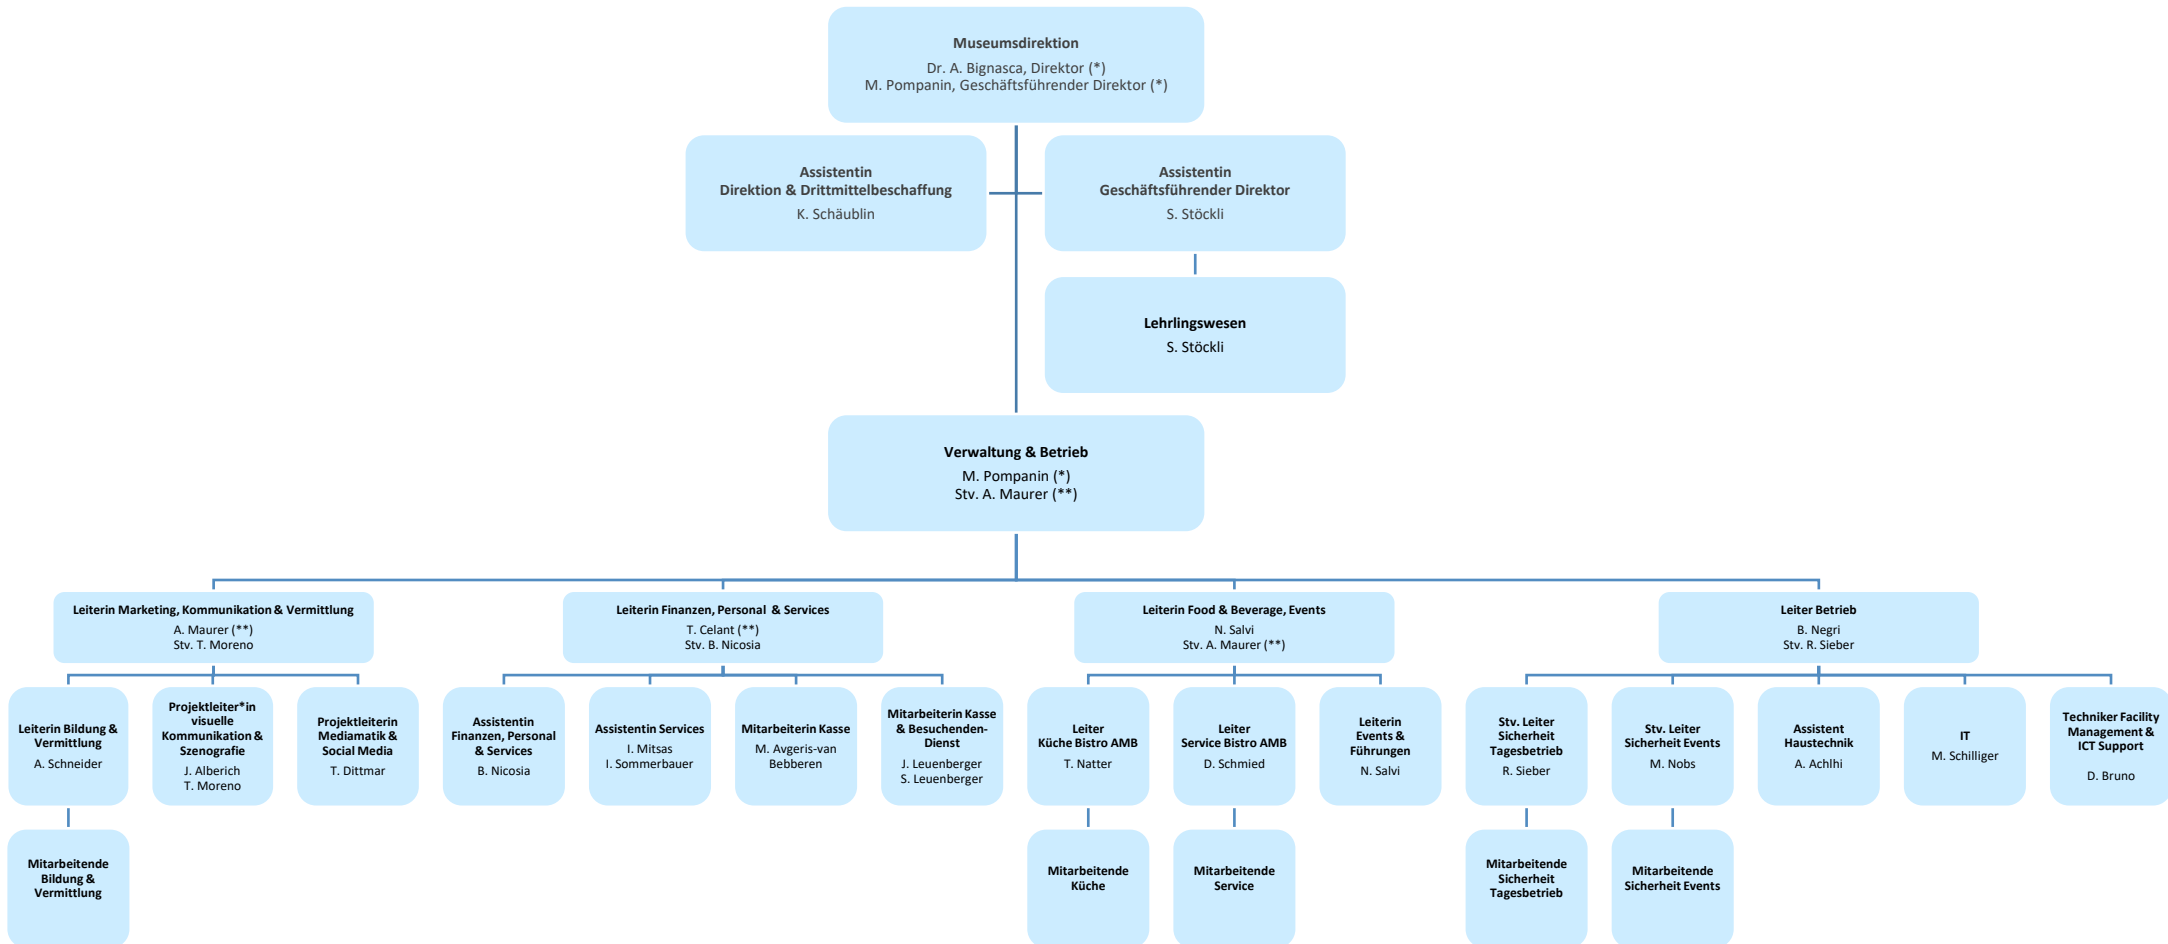 Museumsdirektion
Dr. A. Bignasca, Direktor (*)
M. Pompanin, Geschäftsführender Direktor (*)
Assistentin
Direktion & Drittmittelbeschaffung
K. Schäublin
Assistentin
Geschäftsführender Direktor
S. Stöckli
Lehrlingswesen
S. Stöckli
Verwaltung & Betrieb
M. Pompanin (*)
Stv. A. Maurer (**)
Leiterin Marketing, Kommunikation & Vermittlung
A. Maurer (**)
Stv. T. Moreno
Leiterin Finanzen, Personal & Services
T. Celant (**)
Stv. B. Nicosia
Leiterin Food & Beverage, Events
N. Salvi
Stv. A. Maurer (**)
Leiter Betrieb
B. Negri
Stv. R. Sieber
Leiterin Bildung &
Vermittlung
A. Schneider
Projektleiter*in
visuelle
Kommunikation &
Szenografie
J. Alberich
T. Moreno
Projektleiterin
Mediamatik &
Social Media
T. Dittmar
Assistentin
Finanzen, Personal
& Services
B. Nicosia
Assistentin Services
I. Mitsas
I. Sommerbauer
Mitarbeiterin Kasse
M. Avgeris-van
Bebberen
Mitarbeiterin Kasse
& Besuchenden-
Dienst
J. Leuenberger
S. Leuenberger
Leiter
Küche Bistro AMB
T. Natter
Leiter
Service Bistro AMB
D. Schmied
Leiterin
Events &
Führungen
N. Salvi
Stv. Leiter
Sicherheit
Tagesbetrieb
R. Sieber
Stv. Leiter
Sicherheit Events
M. Nobs
Assistent
Haustechnik
A. Achlhi
IT
M. Schilliger
Techniker Facility
Management &
ICT Support
D. Bruno
Mitarbeitende
Bildung &
Vermittlung
Mitarbeitende
Küche
Mitarbeitende
Service
Mitarbeitende
Sicherheit
Tagesbetrieb
Mitarbeitende
Sicherheit Events